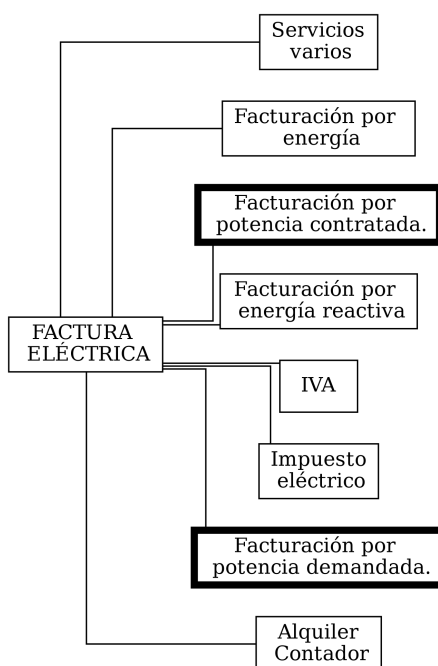 Servicios
varios
Facturación por
energía
Facturación por
potencia contratada.
Facturación por
energía reactiva
FACTURA
ELÉCTRICA
IVA
Impuesto
eléctrico
Facturación por
potencia demandada.
Alquiler
Contador